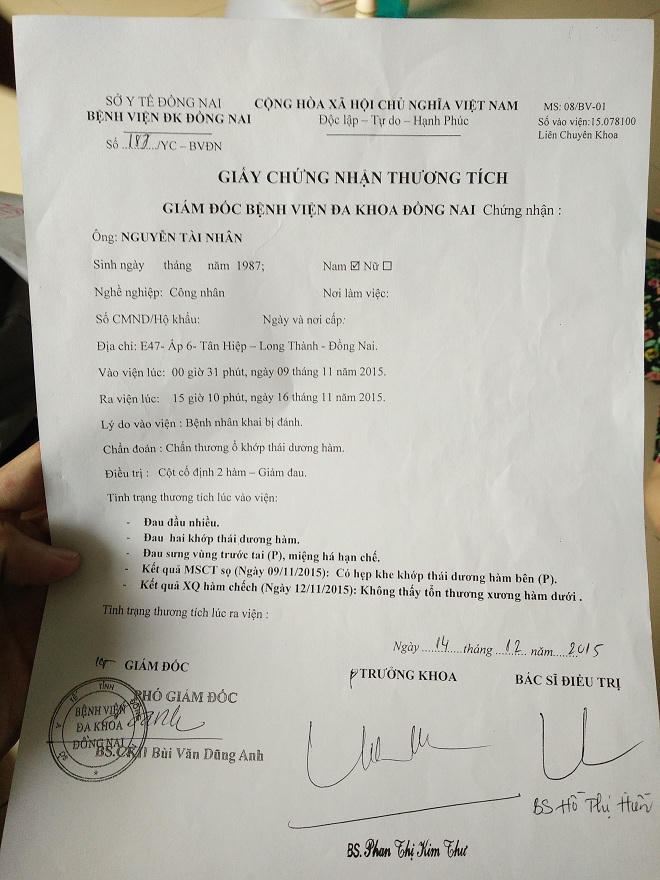 SỞ Y TẾ ĐỒNG NAI
BỆNH VIỆN ĐK ĐỒNG NAI
Số ...187.../YC – BVĐN
CỘNG HÒA XÃ HỘI CHỦ NGHĨA VIỆT NAM
Độc lập – Tự do – Hạnh Phúc
MS: 08/BV-01
Số vào viện:15.078100
Liên Chuyên Khoa
GIẤY CHỨNG NHẬN THƯƠNG TÍCH
GIÁM ĐỐC BỆNH VIỆN ĐA KHOA ĐỒNG NAI Chứng nhận :
Ông: NGUYỄN TÀI NHÂN
Sinh ngày tháng năm 1987; Nam ☑ Nữ ☐
Nghề nghiệp: Công nhân Nơi làm việc:
Số CMND/Hộ khẩu: Ngày và nơi cấp:
Địa chỉ: E47- Ấp 6- Tân Hiệp – Long Thành - Đồng Nai.
Vào viện lúc: 00 giờ 31 phút, ngày 09 tháng 11 năm 2015.
Ra viện lúc: 15 giờ 10 phút, ngày 16 tháng 11 năm 2015.
Lý do vào viện : Bệnh nhân khai bị đánh.
Chẩn đoán : Chấn thương ổ khớp thái dương hàm.
Điều trị : Cột cố định 2 hàm – Giảm đau.
Tình trạng thương tích lúc vào viện:
- Đau đầu nhiều.
- Đau hai khớp thái dương hàm.
- Đau sưng vùng trước tai (P), miệng há hạn chế.
- Kết quả MSCT sọ (Ngày 09/11/2015): Có hẹp khe khớp thái dương hàm bên (P).
- Kết quả XQ hàm chếch (Ngày 12/11/2015): Không thấy tổn thương xương hàm dưới .
Tình trạng thương tích lúc ra viện :
Ngày ...14... tháng ...12... năm ...2015
GIÁM ĐỐC
PHÓ GIÁM ĐỐC
BỆNH VIỆN
ĐA KHOA
ĐỒNG NAI
BS.CKII Bùi Văn Dũng Anh
P TRƯỞNG KHOA
BS. Phan Thị Kim Thư
BÁC SĨ ĐIỀU TRỊ
BS Hồ Thị Hiền